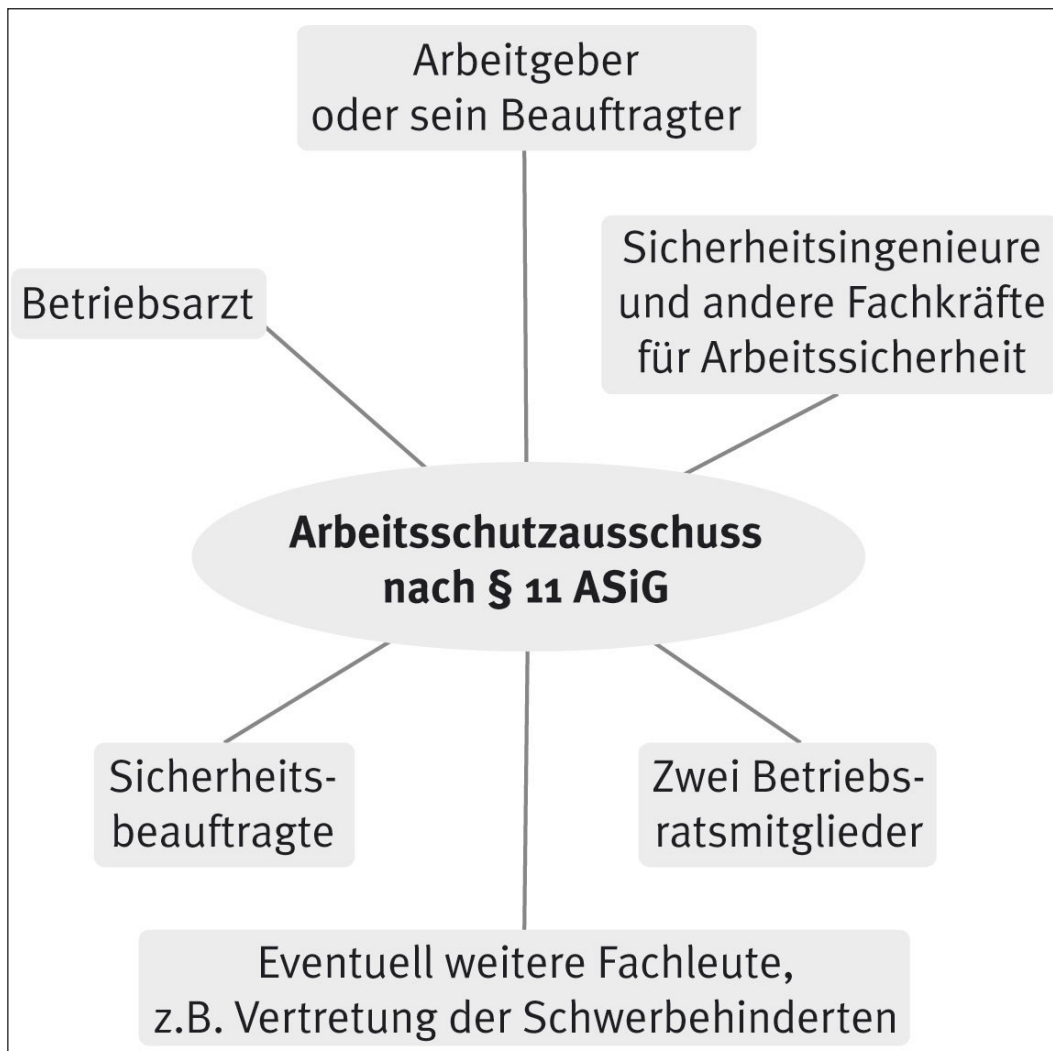 Arbeitgeber
oder sein Beauftragter
Sicherheitsingenieure
und andere Fachkräfte
für Arbeitssicherheit
Betriebsarzt
Arbeitsschutzausschuss
nach § 11 ASiG
Sicherheits-
beauftragte
Zwei Betriebs-
ratsmitglieder
Eventuell weitere Fachleute,
z.B. Vertretung der Schwerbehinderten